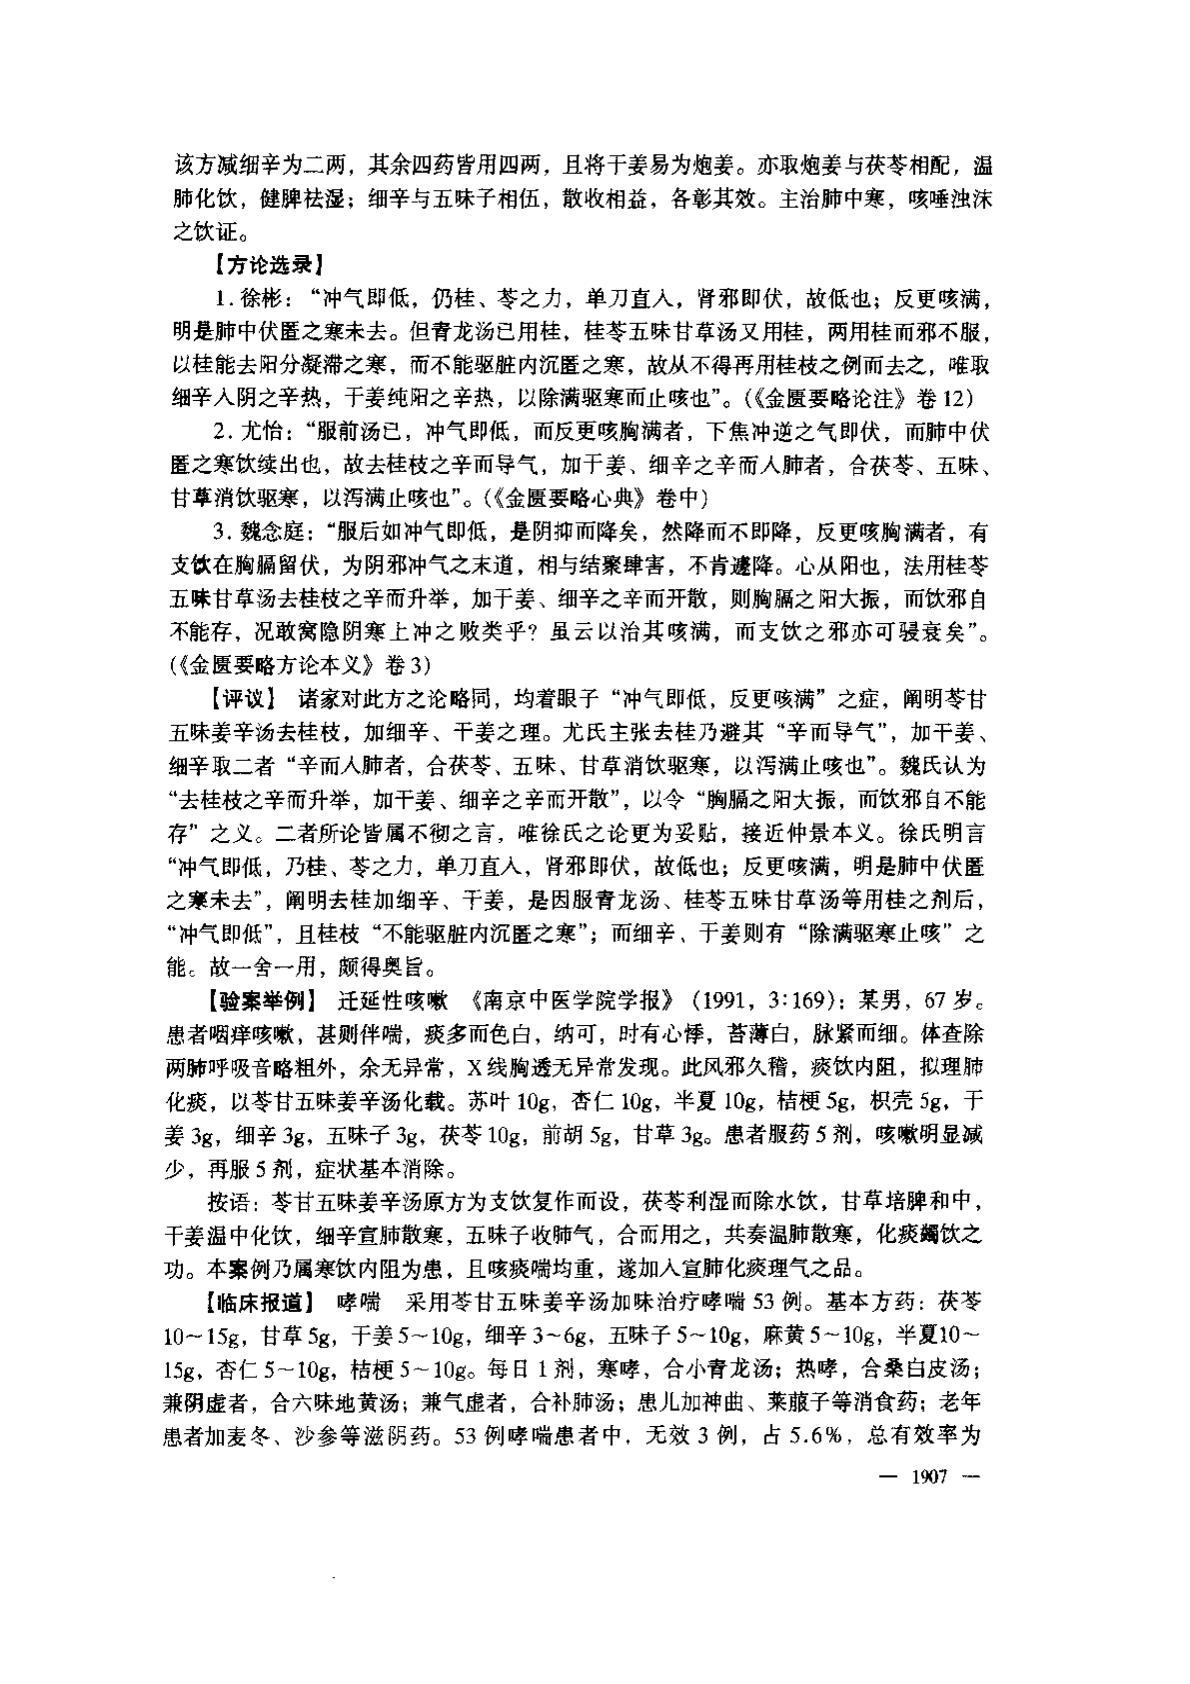 该方减细辛为二两，其余四药皆用四两，且将干姜易为炮姜。亦取炮姜与茯苓相配，温
肺化饮，健脾祛湿；细辛与五味子相伍，散收相益，各彰其效。主治肺中寒，咳唾浊沫
之饮证。
【方论选录】
1. 徐彬：“冲气即低，仍桂、苓之力，单刀直入，肾邪即伏，故低也；反更咳满，
明是肺中伏匿之寒未去。但青龙汤已用桂，桂苓五味甘草汤又用桂，两用桂而邪不服，
以桂能去阳分凝滞之寒，而不能驱脏内沉匿之寒，故从不得再用桂枝之例而去之，唯取
细辛入阴之辛热，干姜纯阳之辛热，以除满驱寒而止咳也”。（《金匮要略论注》卷 12）
2. 尤怡：“服前汤已，冲气即低，而反更咳胸满者，下焦冲逆之气即伏，而肺中伏
匿之寒饮续出也，故去桂枝之辛而导气，加干姜、细辛之辛而入肺者，合茯苓、五味、
甘草消饮驱寒，以泻满止咳也”。（《金匮要略心典》卷中）
3. 魏念庭：“服后如冲气即低，是阴抑而降矣，然降而不即降，反更咳胸满者，有
支饮在胸膈留伏，为阴邪冲气之末道，相与结聚肆害，不肯遽降。心从阳也，法用桂苓
五味甘草汤去桂枝之辛而升举，加干姜、细辛之辛而开散，则胸膈之阳大振，而饮邪自
不能存，况敢窝隐阴寒上冲之败类乎？虽云以治其咳满，而支饮之邪亦可骎衰矣”。
（《金匮要略方论本义》卷 3）
【评议】 诸家对此方之论略同，均着眼于“冲气即低，反更咳满”之症，阐明苓甘
五味姜辛汤去桂枝，加细辛、干姜之理。尤氏主张去桂乃避其“辛而导气”，加干姜、
细辛取二者“辛而入肺者，合茯苓、五味、甘草消饮驱寒，以泻满止咳也”。魏氏认为
“去桂枝之辛而升举，加干姜、细辛之辛而开散”，以令“胸膈之阳大振，而饮邪自不能
存”之义。二者所论皆属不彻之言，唯徐氏之论更为妥贴，接近仲景本义。徐氏明言
“冲气即低，乃桂、苓之力，单刀直入，肾邪即伏，故低也；反更咳满，明是肺中伏匿
之寒未去”，阐明去桂加细辛、干姜，是因服青龙汤、桂苓五味甘草汤等用桂之剂后，
“冲气即低”，且桂枝“不能驱脏内沉匿之寒”；而细辛、干姜则有“除满驱寒止咳”之
能。故一舍一用，颇得奥旨。
【验案举例】 迁延性咳嗽 《南京中医学院学报》（1991，3:169）：某男，67 岁。
患者咽痒咳嗽，甚则伴喘，痰多而色白，纳可，时有心悸，苔薄白，脉紧而细。体查除
两肺呼吸音略粗外，余无异常，X 线胸透无异常发现。此风邪久稽，痰饮内阻，拟理肺
化痰，以苓甘五味姜辛汤化裁。苏叶 10g，杏仁 10g，半夏 10g，桔梗 5g，枳壳 5g，干
姜 3g，细辛 3g，五味子 3g，茯苓 10g，前胡 5g，甘草 3g。患者服药 5 剂，咳嗽明显减
少，再服 5 剂，症状基本消除。
按语：苓甘五味姜辛汤原方为支饮复作而设，茯苓利湿而除水饮，甘草培脾和中，
干姜温中化饮，细辛宣肺散寒，五味子收肺气，合而用之，共奏温肺散寒，化痰蠲饮之
功。本案例乃属寒饮内阻为患，且咳痰喘均重，遂加入宣肺化痰理气之品。
【临床报道】 哮喘 采用苓甘五味姜辛汤加味治疗哮喘 53 例。基本方药：茯苓
10～15g，甘草 5g，干姜 5～10g，细辛 3～6g，五味子 5～10g，麻黄 5～10g，半夏10～
15g，杏仁 5～10g，桔梗 5～10g。每日 1 剂，寒哮，合小青龙汤；热哮，合桑白皮汤；
兼阴虚者，合六味地黄汤；兼气虚者，合补肺汤；患儿加神曲、莱菔子等消食药；老年
患者加麦冬、沙参等滋阴药。53 例哮喘患者中，无效 3 例，占 5.6%，总有效率为
— 1907 —